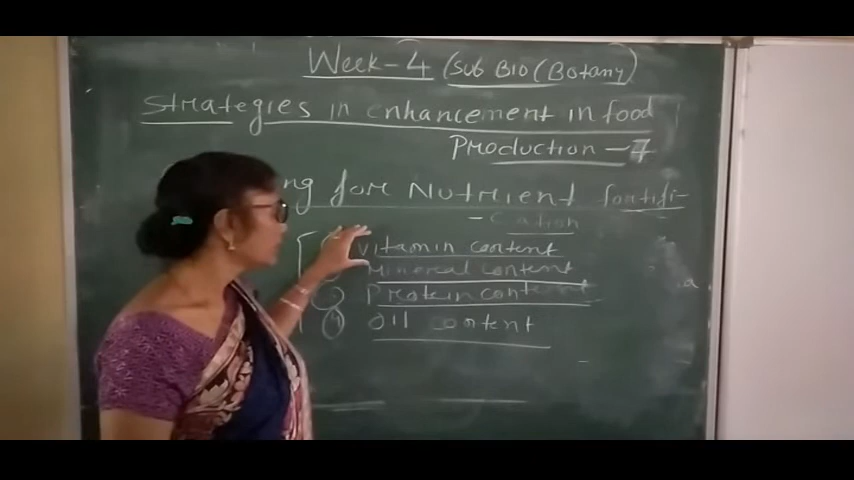 Week-4 (Sub BIO (Botany)
Strategies in enhancement in food
Production-7
ng for Nutrient fortifi-
-cation
vitamin content
Mineral content
Protein content
4 Oil content